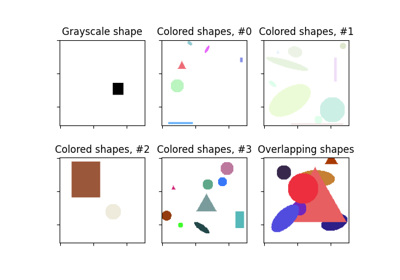 Grayscale shape
Colored shapes, #0
Colored shapes, #1
Colored shapes, #2
Colored shapes, #3
Overlapping shapes